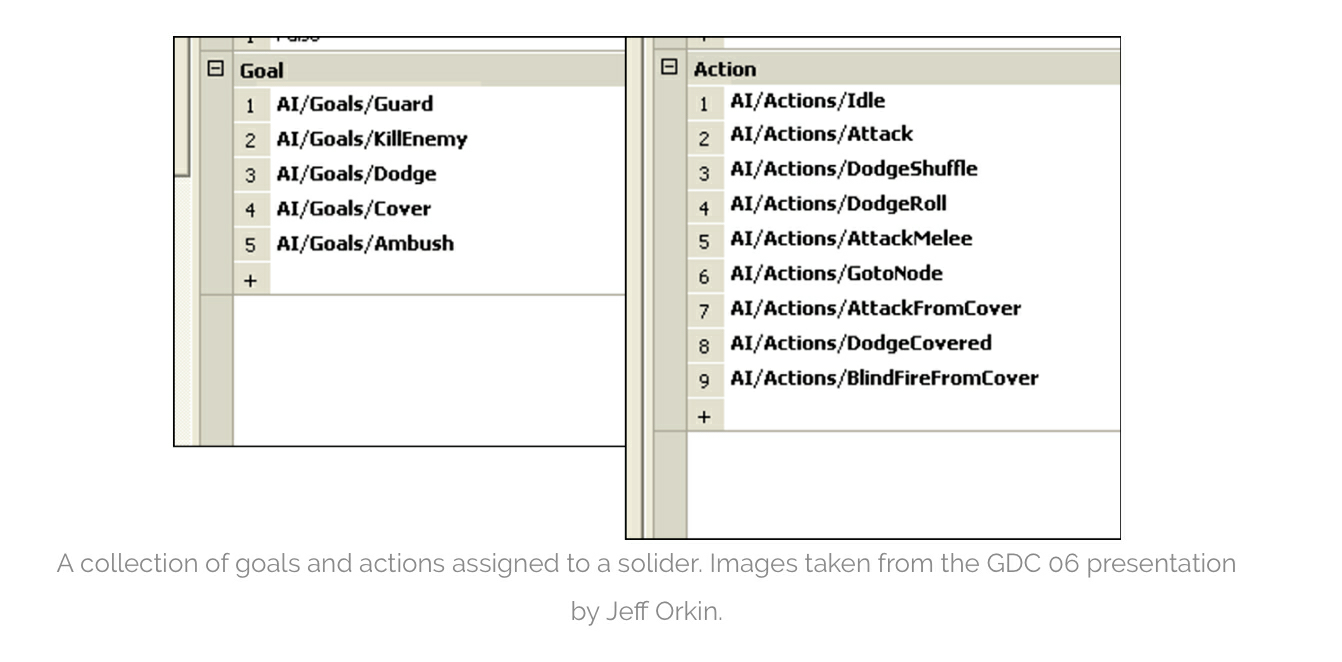 Goal
1 AI/Goals/Guard
2 AI/Goals/KillEnemy
3 AI/Goals/Dodge
4 AI/Goals/Cover
5 AI/Goals/Ambush
+
Action
1 AI/Actions/Idle
2 AI/Actions/Attack
3 AI/Actions/DodgeShuffle
4 AI/Actions/DodgeRoll
5 AI/Actions/AttackMelee
6 AI/Actions/GotoNode
7 AI/Actions/AttackFromCover
8 AI/Actions/DodgeCovered
9 AI/Actions/BlindFireFromCover
+
A collection of goals and actions assigned to a solider. Images taken from the GDC 06 presentation
by Jeff Orkin.